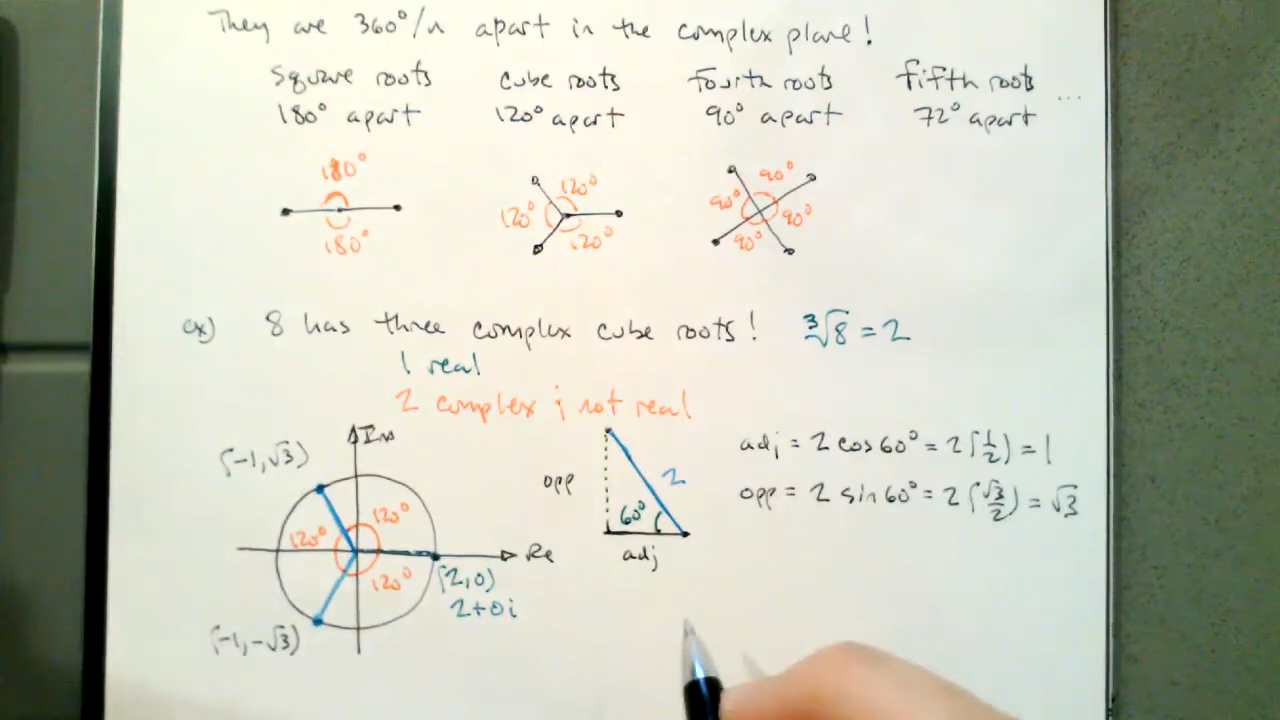 They are 360°/n apart in the complex plane!
square roots cube roots fourth roots fifth roots
180° apart 120° apart 90° apart 72° apart ...
180°
180°
120°
120°
120°
90°
90°
90°
90°
ex) 8 has three complex cube roots! ∛8 = 2
1 real
2 complex ; not real
Im
(-1, √3)
120°
120°
120°
Re
(2,0)
2+0i
(-1, -√3)
opp
2
60°
adj
adj = 2 cos 60° = 2(1/2) = 1
opp = 2 sin 60° = 2(√3/2) = √3